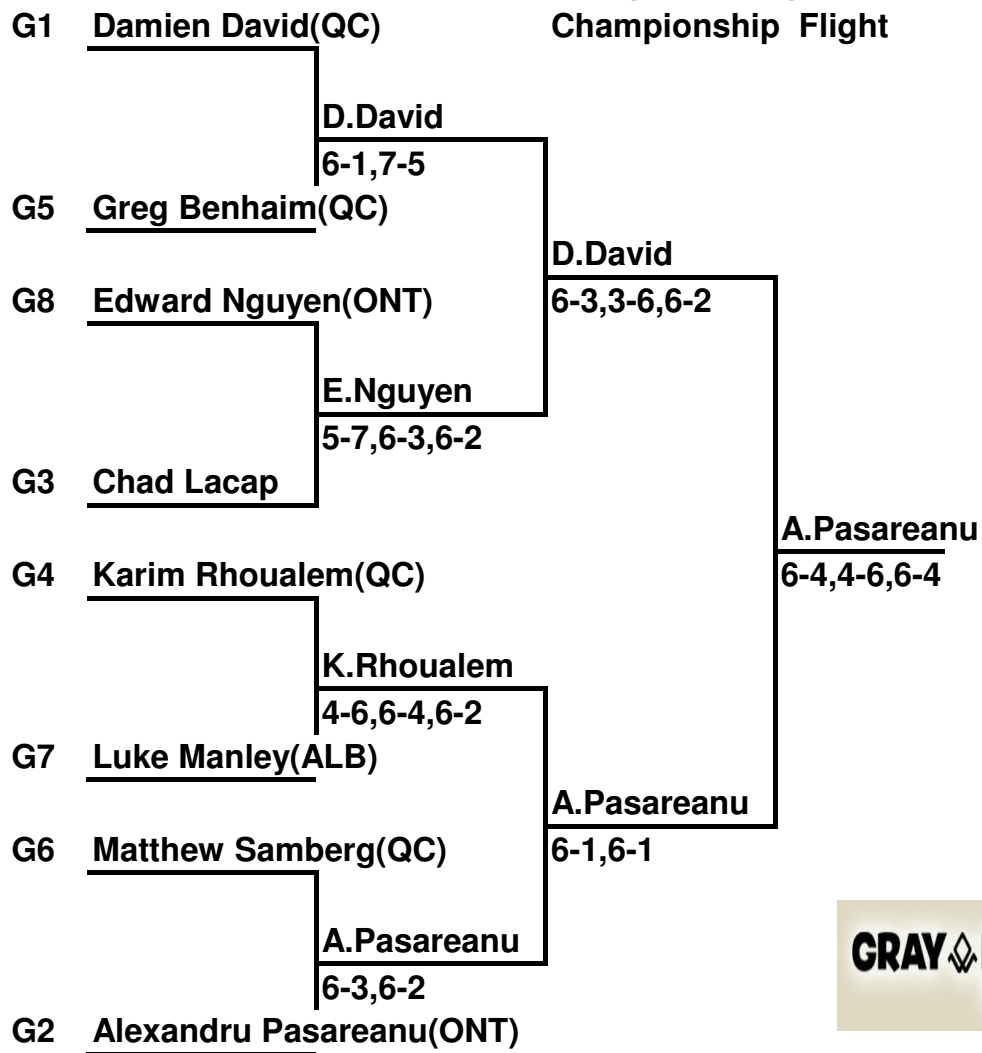 G1 Damien David(QC) Championship Flight
D.David
6-1,7-5
G5 Greg Benhaim(QC)
D.David
G8 Edward Nguyen(ONT) 6-3,3-6,6-2
E.Nguyen
5-7,6-3,6-2
G3 Chad Lacap
A.Pasareanu
G4 Karim Rhoualem(QC) 6-4,4-6,6-4
K.Rhoualem
4-6,6-4,6-2
G7 Luke Manley(ALB)
A.Pasareanu
G6 Matthew Samberg(QC) 6-1,6-1
A.Pasareanu
GRAY
6-3,6-2
G2 Alexandru Pasareanu(ONT)